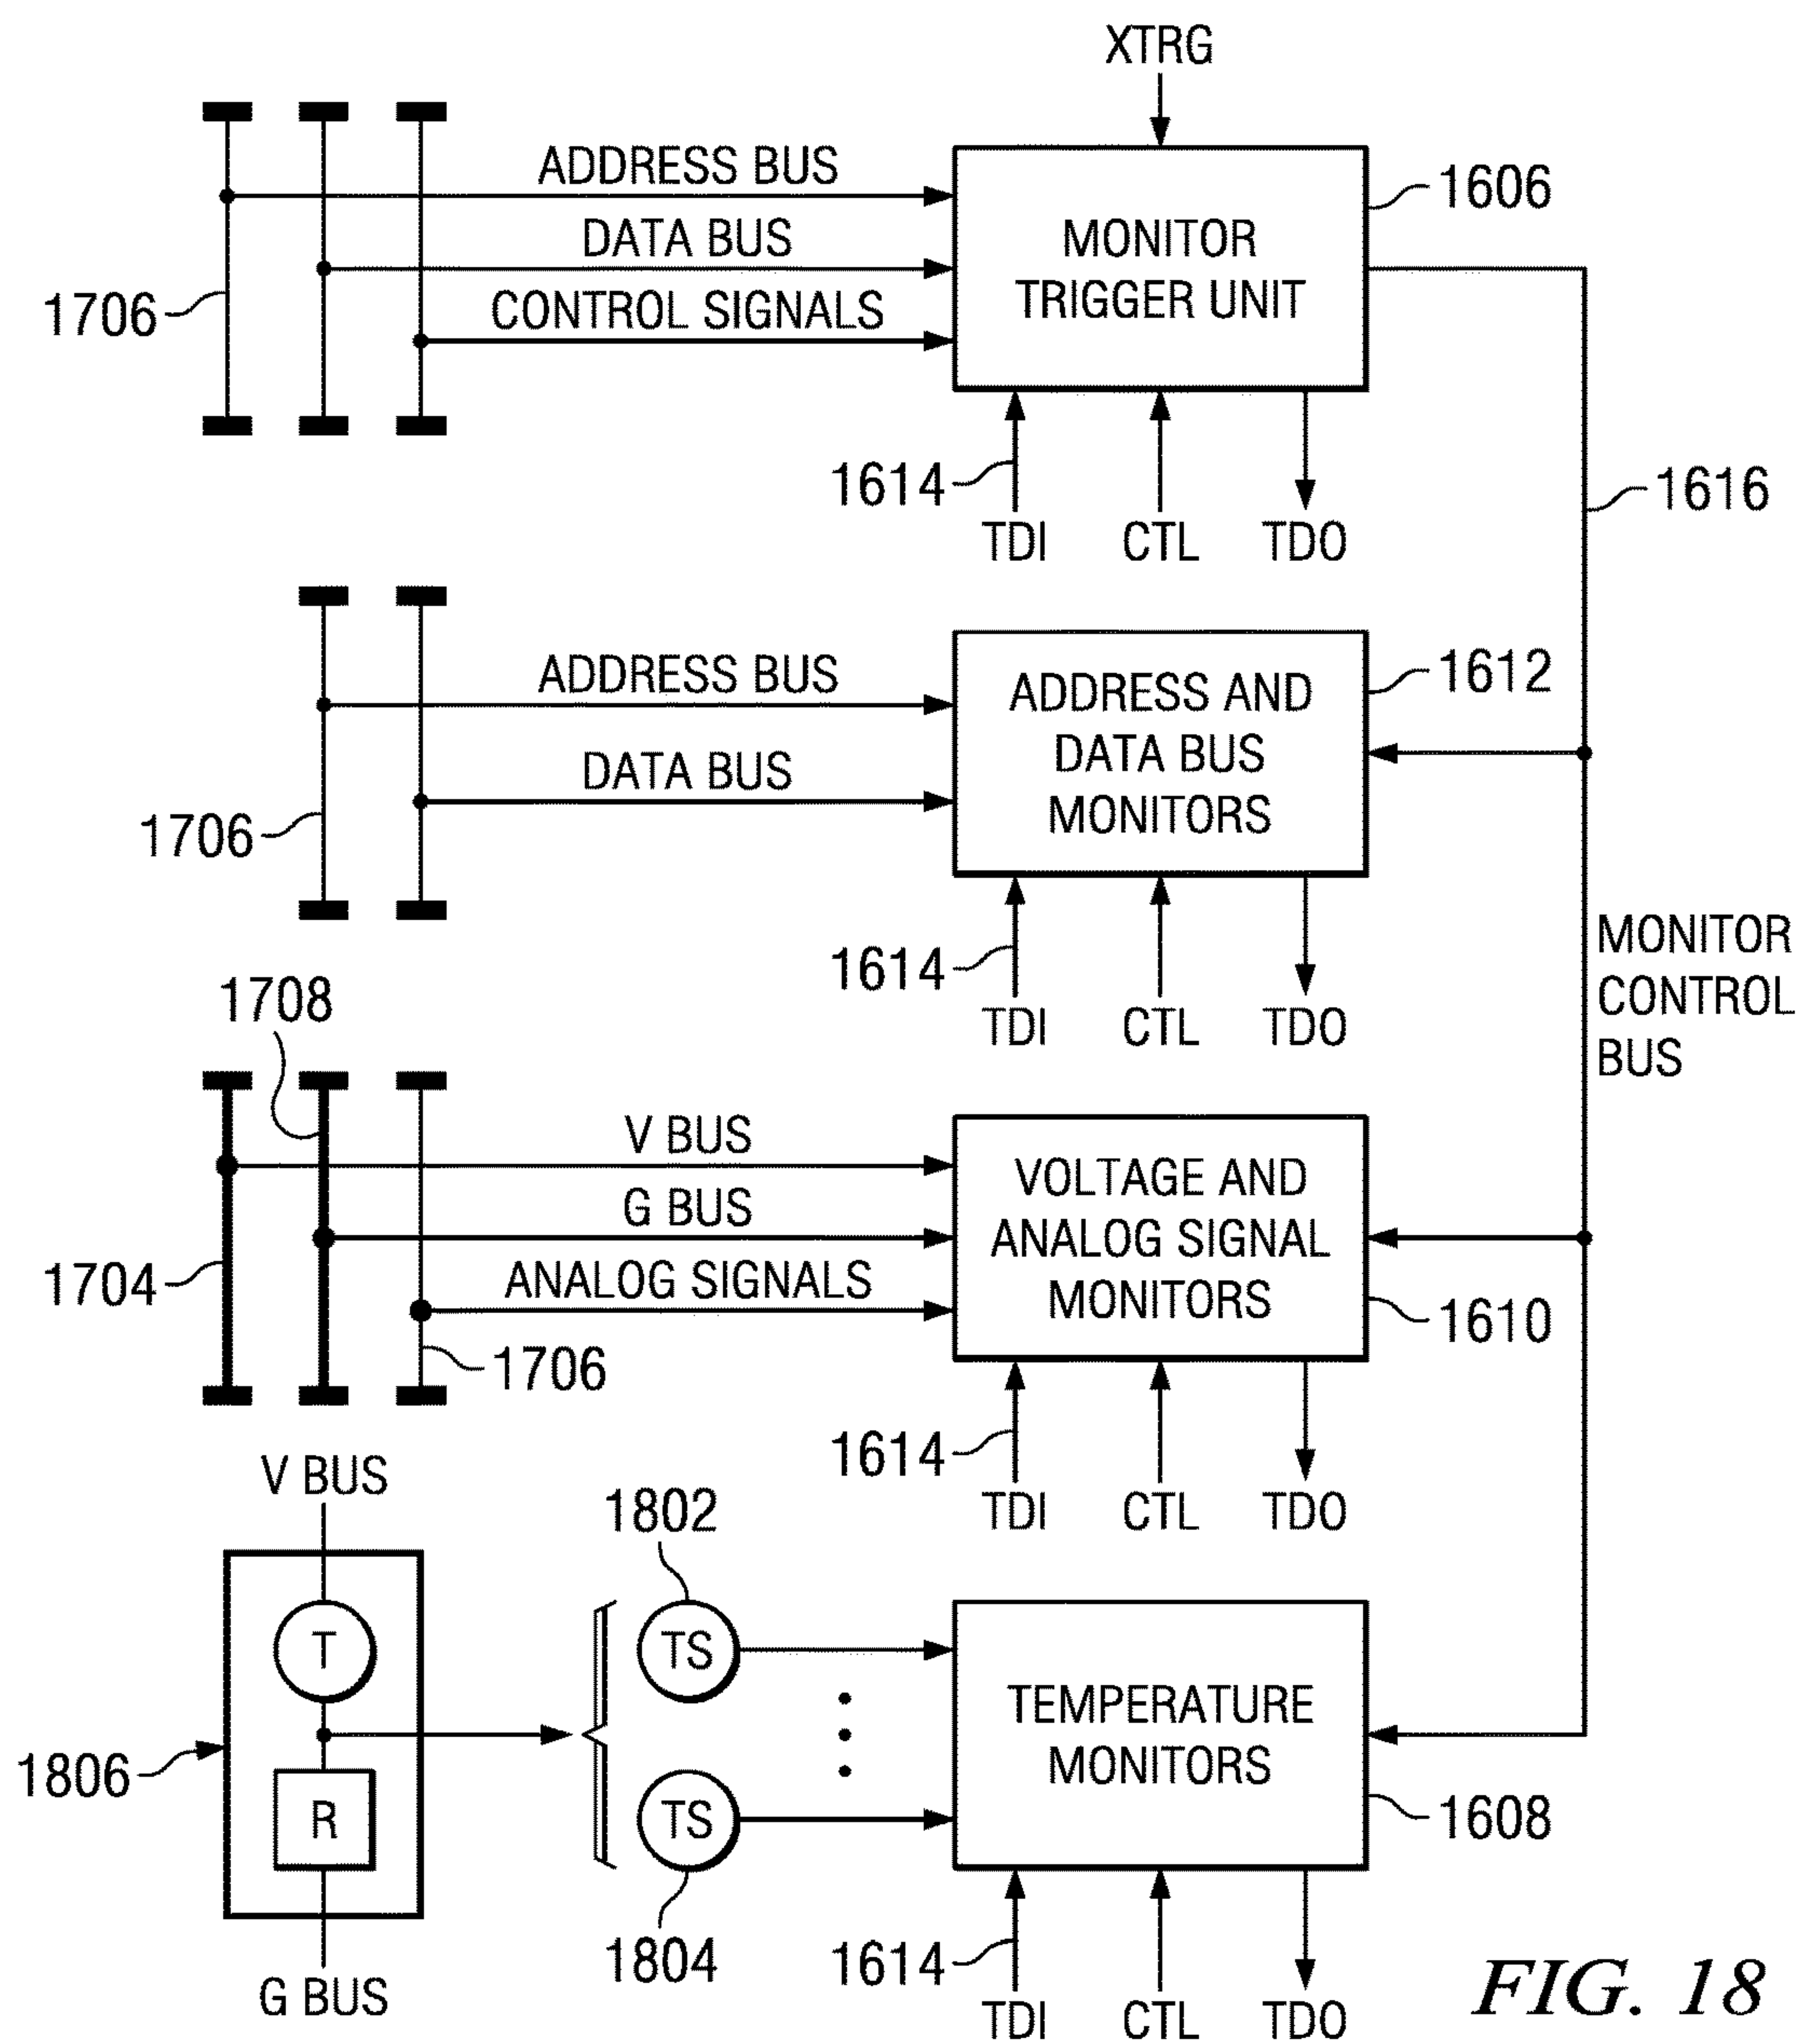 XTRG
ADDRESS BUS
DATA BUS
CONTROL SIGNALS
MONITOR
TRIGGER UNIT
1606
1706
1614
TDI
CTL
TDO
1616
ADDRESS BUS
DATA BUS
ADDRESS AND
DATA BUS
MONITORS
1612
1706
1614
TDI
CTL
TDO
MONITOR
CONTROL
BUS
1708
V BUS
G BUS
ANALOG SIGNALS
VOLTAGE AND
ANALOG SIGNAL
MONITORS
1704
1706
1610
1614
TDI
CTL
TDO
V BUS
T
R
G BUS
1806
1802
TS
TS
1804
TEMPERATURE
MONITORS
1608
1614
TDI
CTL
TDO
FIG. 18